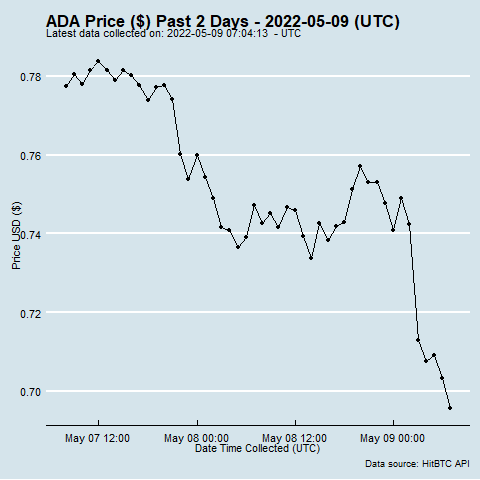 ADA Price ($) Past 2 Days - 2022-05-09 (UTC)
Latest data collected on: 2022-05-09 07:04:13 - UTC
Price USD ($)
0.78
0.76
0.74
0.72
0.70
May 07 12:00 May 08 00:00 May 08 12:00 May 09 00:00
Date Time Collected (UTC)
Data source: HitBTC API